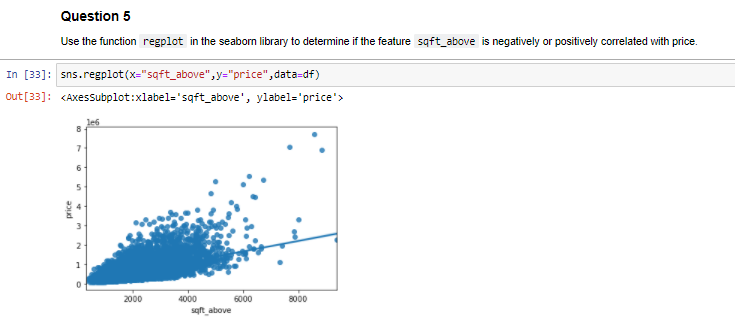 Question 5
Use the function regplot in the seaborn library to determine if the feature sqft_above is negatively or positively correlated with price.
In [33]: sns.regplot(x="sqft_above",y="price",data=df)
Out[33]: <AxesSubplot:xlabel='sqft_above', ylabel='price'>
1e6
8
7
6
5
4
3
2
1
0
price
2000 4000 6000 8000
sqft_above